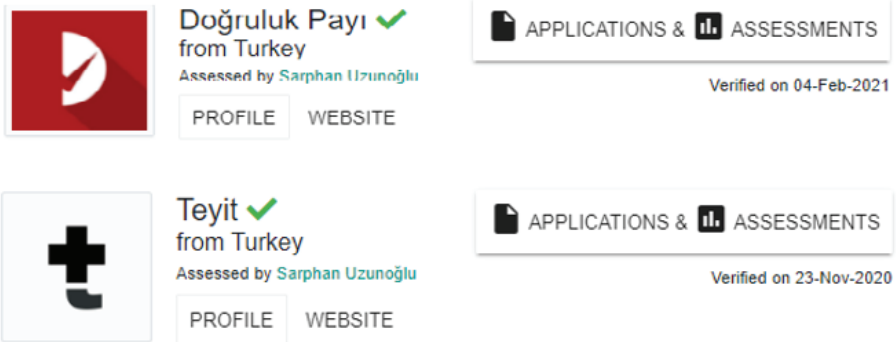 Doğruluk Payı
from Turkey
Assessed by Sarphan Uzunoğlu
PROFILE WEBSITE
APPLICATIONS & ASSESSMENTS
Verified on 04-Feb-2021
Teyit
from Turkey
Assessed by Sarphan Uzunoğlu
PROFILE WEBSITE
APPLICATIONS & ASSESSMENTS
Verified on 23-Nov-2020